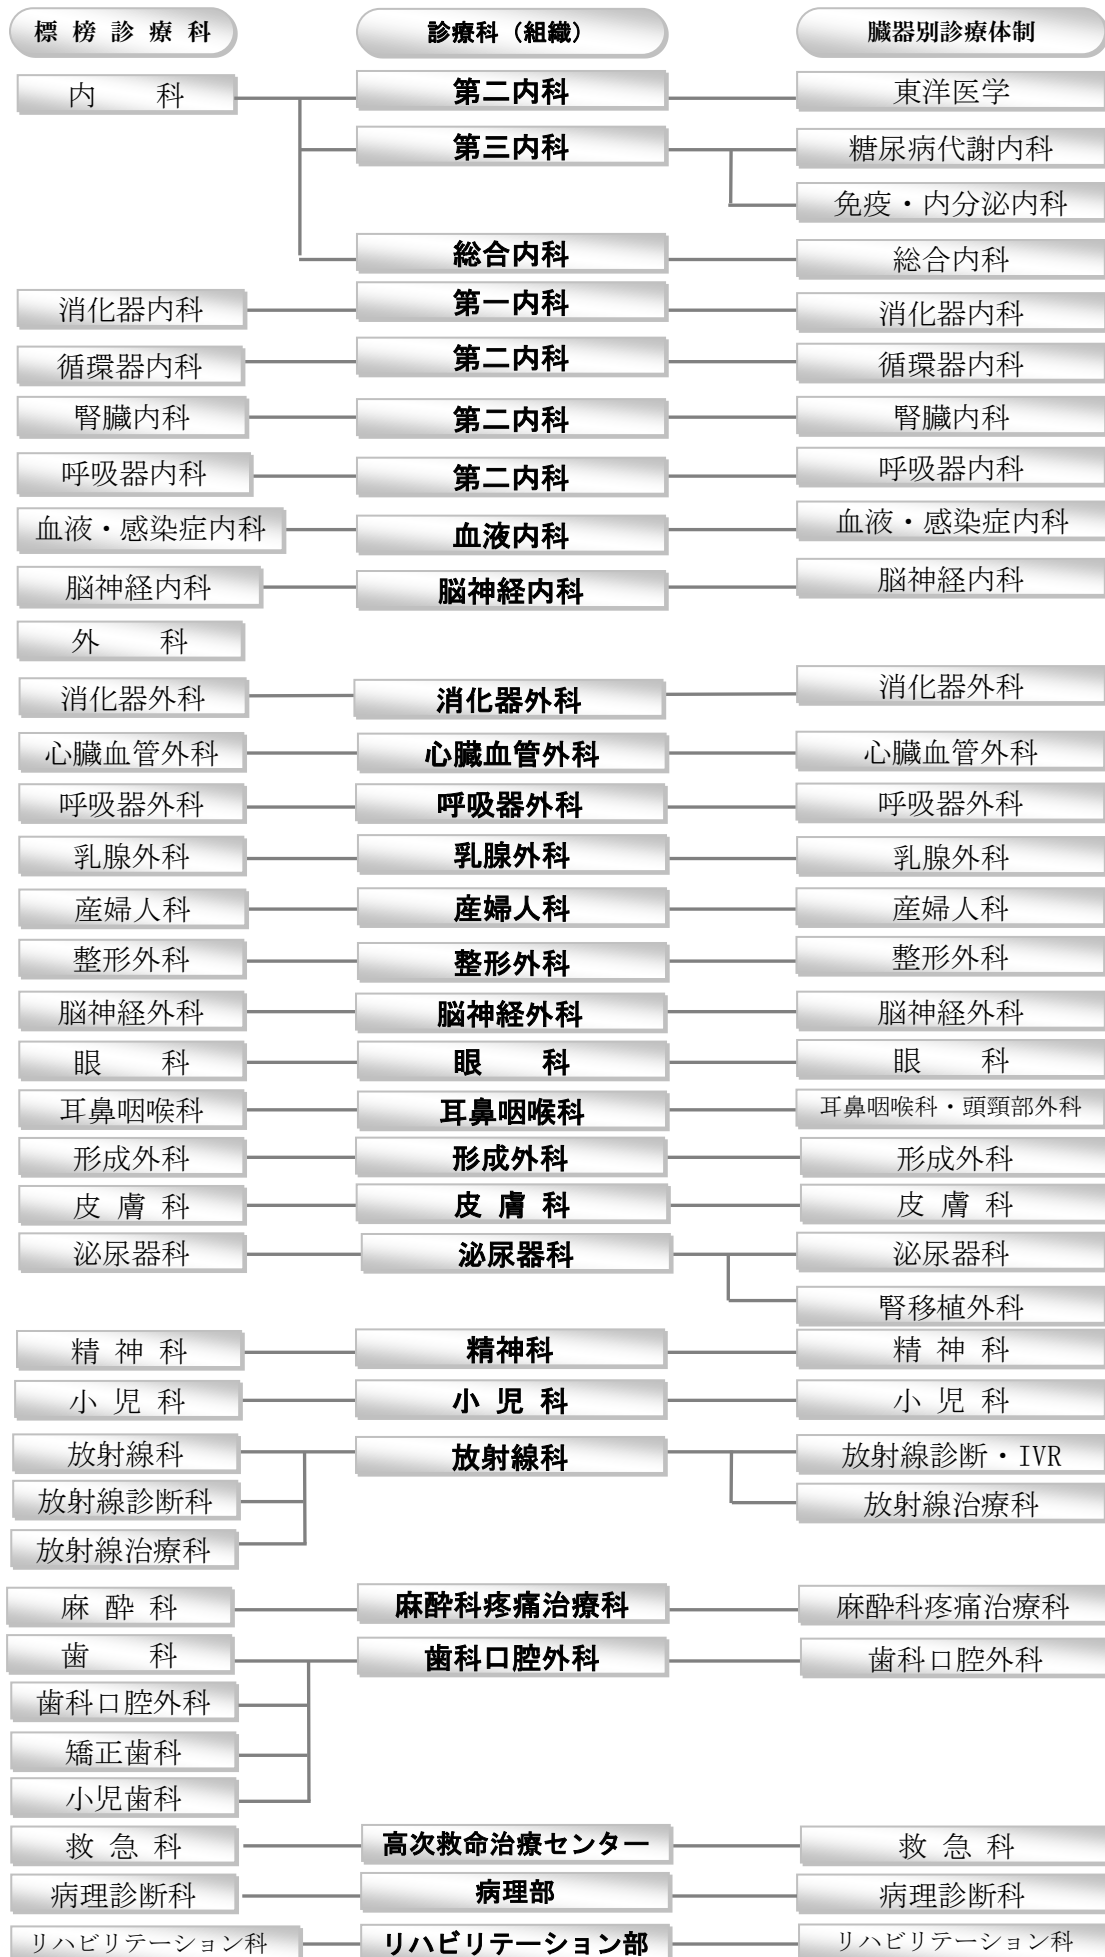 標榜診療科 診療科（組織） 臓器別診療体制
内　　科 第二内科 東洋医学
第三内科 糖尿病代謝内科
免疫・内分泌内科
総合内科 総合内科
消化器内科 第一内科 消化器内科
循環器内科 第二内科 循環器内科
腎臓内科 第二内科 腎臓内科
呼吸器内科 第二内科 呼吸器内科
血液・感染症内科 血液内科 血液・感染症内科
脳神経内科 脳神経内科 脳神経内科
外　　科
消化器外科 消化器外科 消化器外科
心臓血管外科 心臓血管外科 心臓血管外科
呼吸器外科 呼吸器外科 呼吸器外科
乳腺外科 乳腺外科 乳腺外科
産婦人科 産婦人科 産婦人科
整形外科 整形外科 整形外科
脳神経外科 脳神経外科 脳神経外科
眼　　科 眼　　科 眼　　科
耳鼻咽喉科 耳鼻咽喉科 耳鼻咽喉科・頭頸部外科
形成外科 形成外科 形成外科
皮 膚 科 皮 膚 科 皮 膚 科
泌尿器科 泌尿器科 泌尿器科
腎移植外科
精 神 科 精神科 精 神 科
小 児 科 小 児 科 小 児 科
放射線科 放射線科 放射線診断・IVR
放射線診断科 放射線治療科
放射線治療科
麻 酔 科 麻酔科疼痛治療科 麻酔科疼痛治療科
歯　　科 歯科口腔外科 歯科口腔外科
歯科口腔外科
矯正歯科
小児歯科
救 急 科 高次救命治療センター 救 急 科
病理診断科 病理部 病理診断科
リハビリテーション科 リハビリテーション部 リハビリテーション科